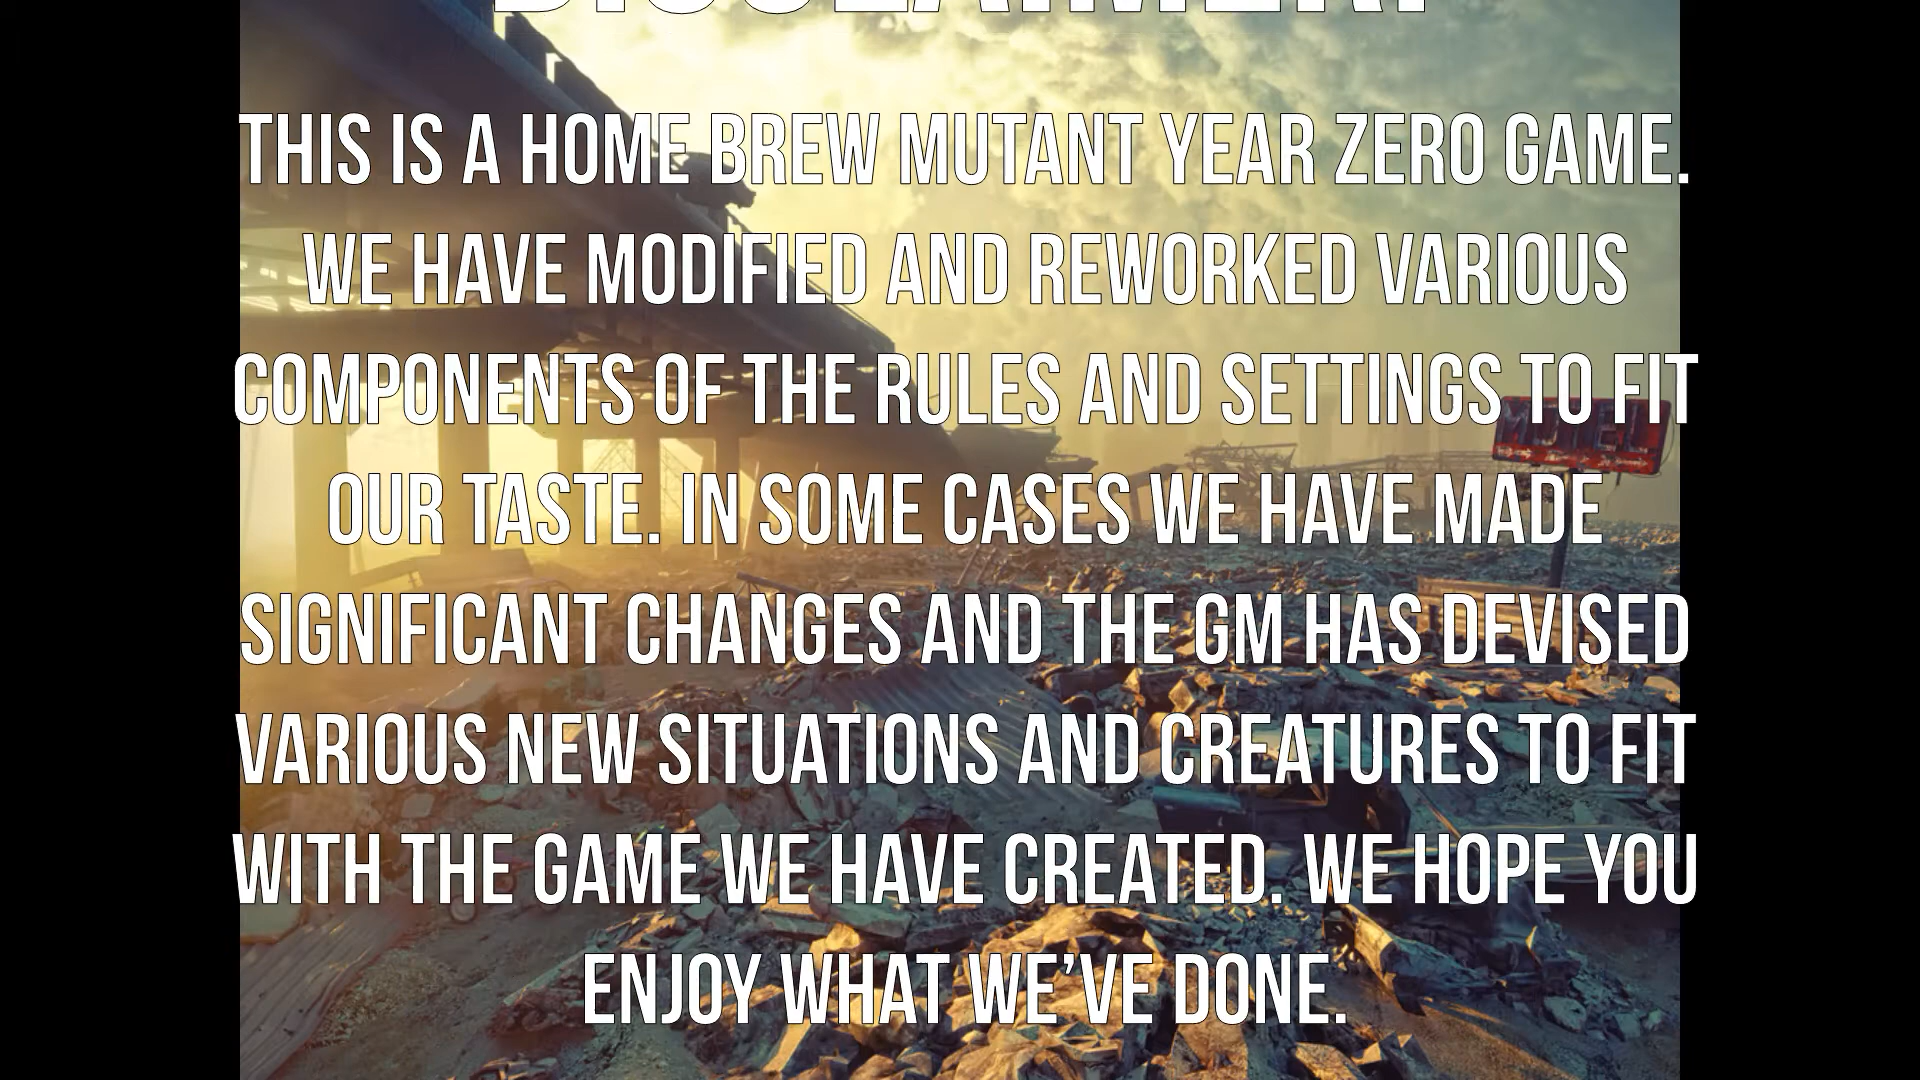 DISCLAIMER!
THIS IS A HOME BREW MUTANT YEAR ZERO GAME.
WE HAVE MODIFIED AND REWORKED VARIOUS
COMPONENTS OF THE RULES AND SETTINGS TO FIT
OUR TASTE. IN SOME CASES WE HAVE MADE
SIGNIFICANT CHANGES AND THE GM HAS DEVISED
VARIOUS NEW SITUATIONS AND CREATURES TO FIT
WITH THE GAME WE HAVE CREATED. WE HOPE YOU
ENJOY WHAT WE’VE DONE.